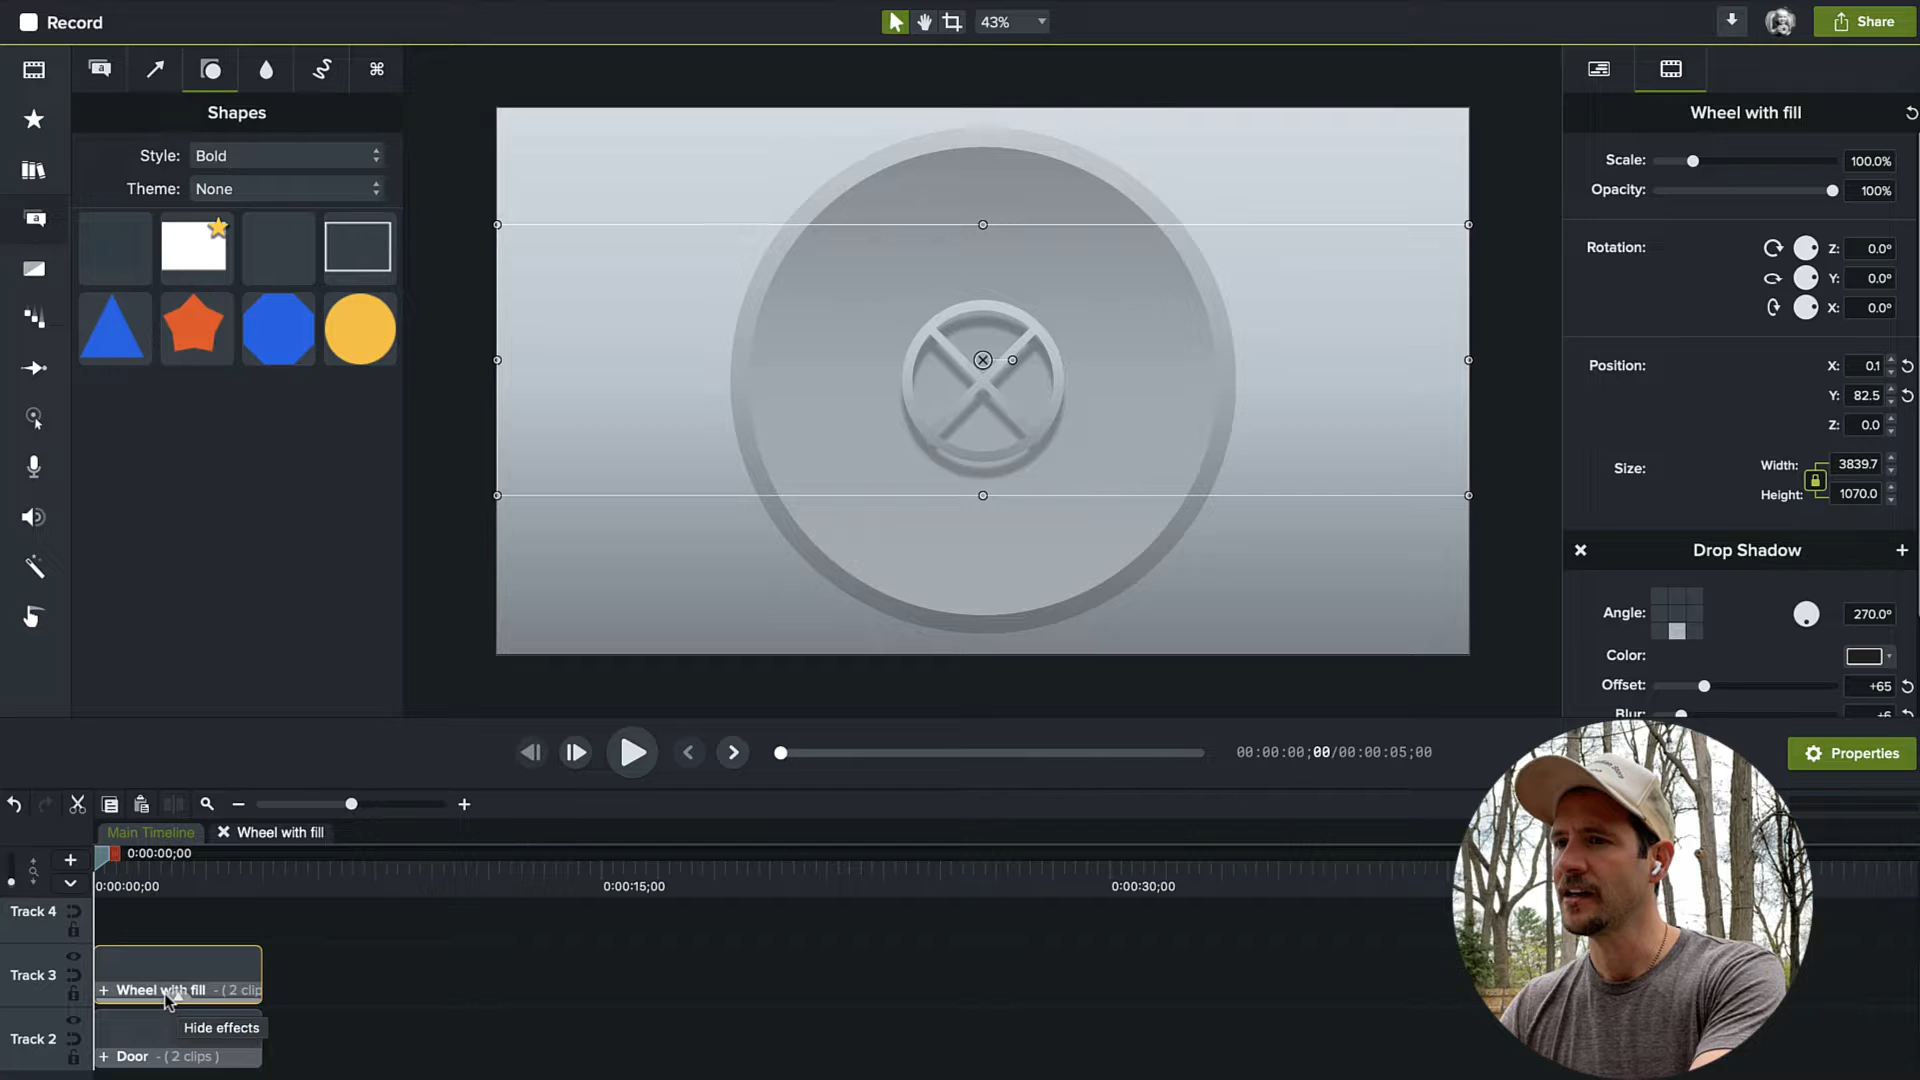 Record
43%
Share
Shapes
Style: Bold
Theme: None
Wheel with fill
Scale: 100.0%
Opacity: 100%
Rotation: Z: 0.0°
Y: 0.0°
X: 0.0°
Position: X: 0.1
Y: 82.5
Z: 0.0
Size: Width: 3839.7
Height: 1070.0
Drop Shadow
Angle: 270.0°
Color:
Offset: +65
Blur: +6
00:00:00;00/00:00:05;00
Properties
Main Timeline
Wheel with fill
0:00:00;00
0:00:00;00
0:00:15;00
0:00:30;00
Track 4
Track 3
+ Wheel with fill - ( 2 clip
Hide effects
Track 2
+ Door - ( 2 clips )